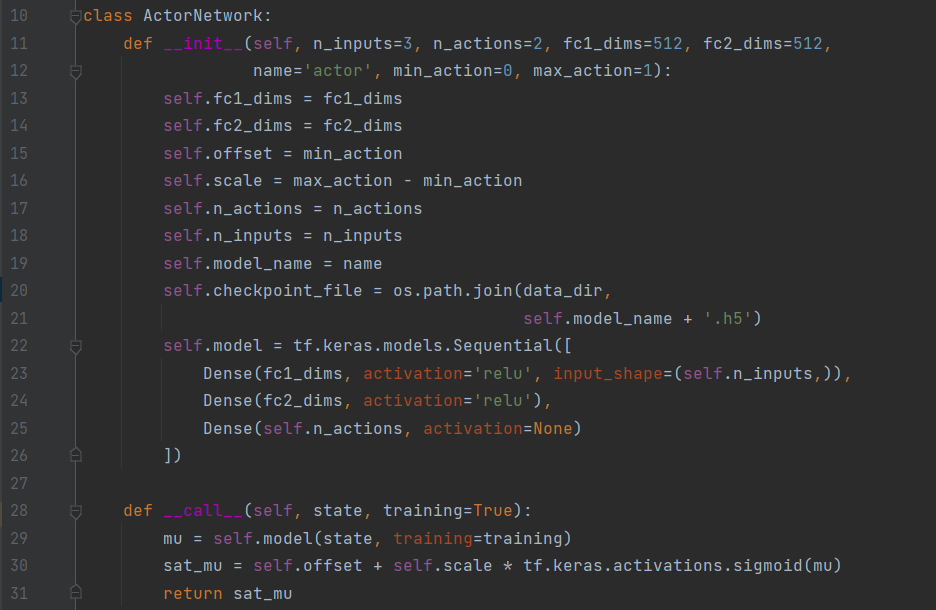 10 class ActorNetwork:
11     def __init__(self, n_inputs=3, n_actions=2, fc1_dims=512, fc2_dims=512,
12                  name='actor', min_action=0, max_action=1):
13         self.fc1_dims = fc1_dims
14         self.fc2_dims = fc2_dims
15         self.offset = min_action
16         self.scale = max_action - min_action
17         self.n_actions = n_actions
18         self.n_inputs = n_inputs
19         self.model_name = name
20         self.checkpoint_file = os.path.join(data_dir,
21                                             self.model_name + '.h5')
22         self.model = tf.keras.models.Sequential([
23             Dense(fc1_dims, activation='relu', input_shape=(self.n_inputs,)),
24             Dense(fc2_dims, activation='relu'),
25             Dense(self.n_actions, activation=None)
26         ])
27
28     def __call__(self, state, training=True):
29         mu = self.model(state, training=training)
30         sat_mu = self.offset + self.scale * tf.keras.activations.sigmoid(mu)
31         return sat_mu